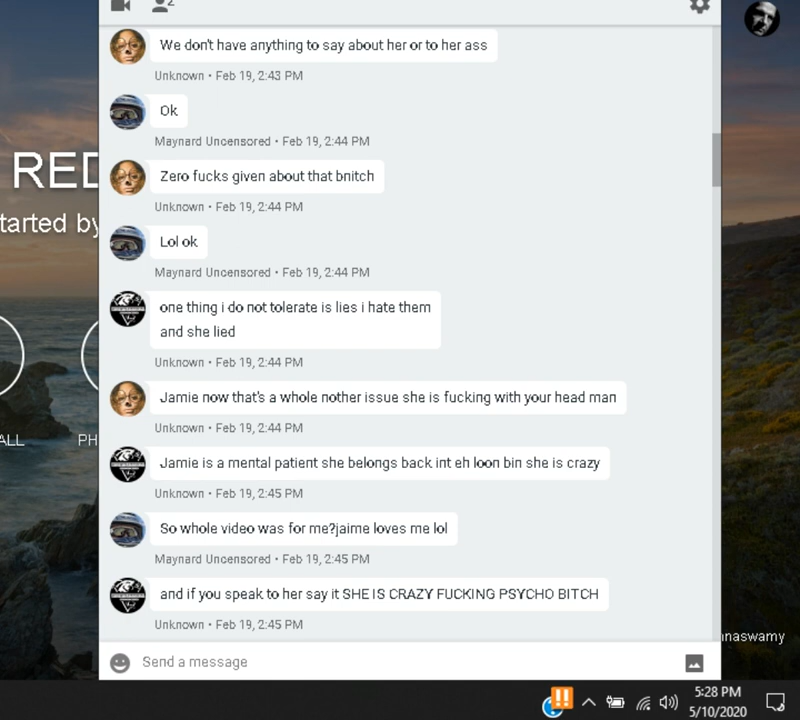 2
We don't have anything to say about her or to her ass
Unknown • Feb 19, 2:43 PM
Ok
Maynard Uncensored • Feb 19, 2:44 PM
Zero fucks given about that bnitch
Unknown • Feb 19, 2:44 PM
RED
tarted by
Lol ok
Maynard Uncensored • Feb 19, 2:44 PM
one thing i do not tolerate is lies i hate them
and she lied
Unknown • Feb 19, 2:44 PM
Jamie now that's a whole nother issue she is fucking with your head man
Unknown • Feb 19, 2:44 PM
ALL
PH
Jamie is a mental patient she belongs back int eh loon bin she is crazy
Unknown • Feb 19, 2:45 PM
So whole video was for me?jaime loves me lol
Maynard Uncensored • Feb 19, 2:45 PM
and if you speak to her say it SHE IS CRAZY FUCKING PSYCHO BITCH
Unknown • Feb 19, 2:45 PM
nnaswamy
Send a message
5:28 PM
5/10/2020